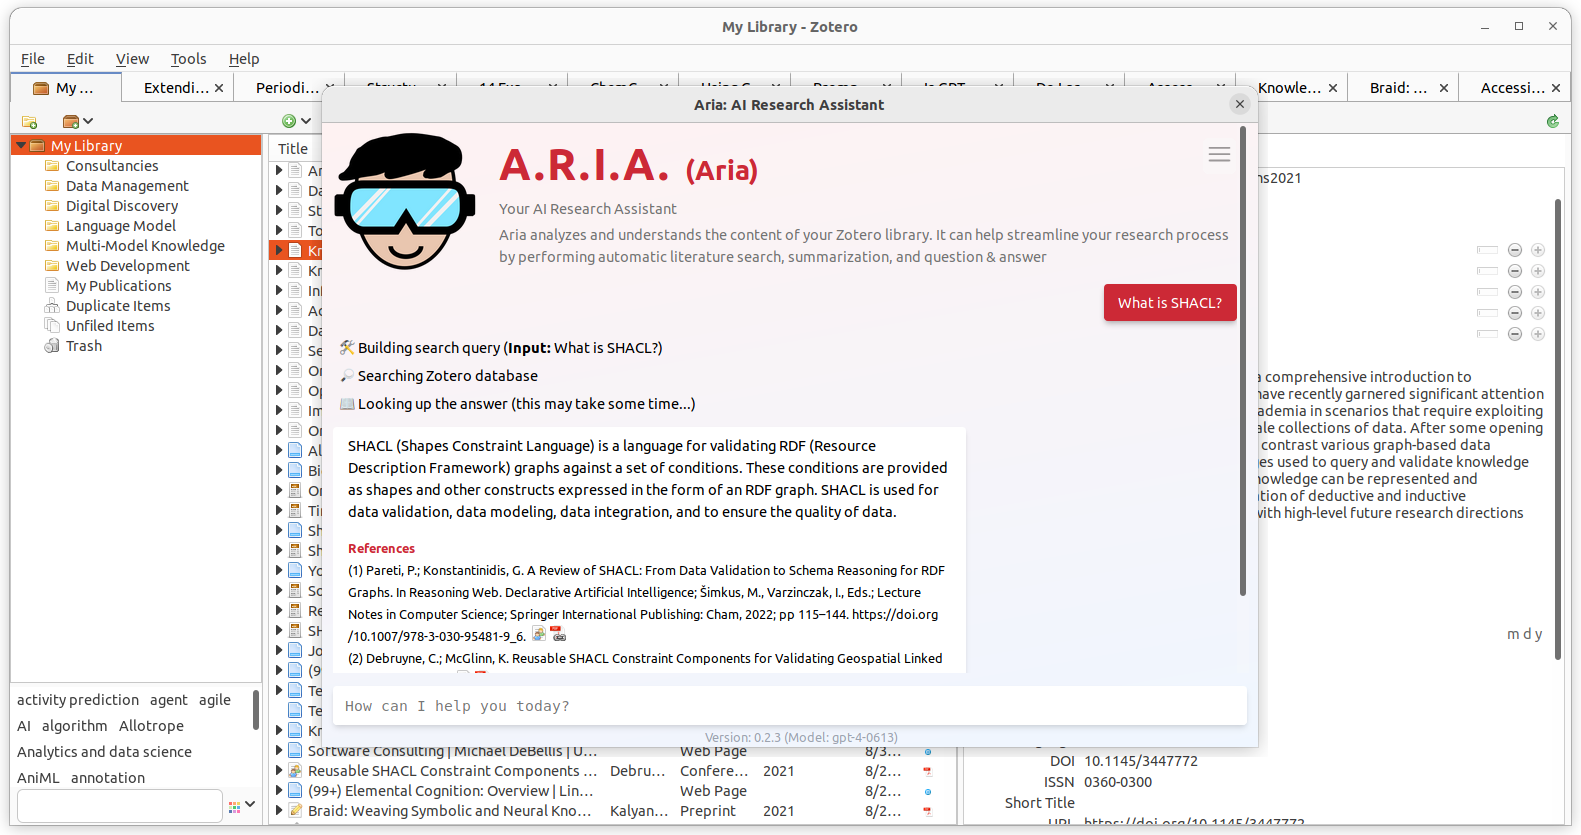 My Library - Zotero
File Edit View Tools Help
My ... Extendi... Periodi... Knowle... Braid: ... Accessi...
Aria: AI Research Assistant
My Library
Consultancies
Data Management
Digital Discovery
Language Model
Multi-Model Knowledge
Web Development
My Publications
Duplicate Items
Unfiled Items
Trash
activity prediction agent agile
AI algorithm Allotrope
Analytics and data science
AniML annotation
Title
A.R.I.A. (Aria)
Your AI Research Assistant
Aria analyzes and understands the content of your Zotero library. It can help streamline your research process
by performing automatic literature search, summarization, and question & answer
What is SHACL?
Building search query (Input: What is SHACL?)
Searching Zotero database
Looking up the answer (this may take some time...)
SHACL (Shapes Constraint Language) is a language for validating RDF (Resource
Description Framework) graphs against a set of conditions. These conditions are provided
as shapes and other constructs expressed in the form of an RDF graph. SHACL is used for
data validation, data modeling, data integration, and to ensure the quality of data.
References
(1) Pareti, P.; Konstantinidis, G. A Review of SHACL: From Data Validation to Schema Reasoning for RDF
Graphs. In Reasoning Web. Declarative Artificial Intelligence; Šimkus, M., Varzinczak, I., Eds.; Lecture
Notes in Computer Science; Springer International Publishing: Cham, 2022; pp 115–144. https://doi.org
/10.1007/978-3-030-95481-9_6.
(2) Debruyne, C.; McGlinn, K. Reusable SHACL Constraint Components for Validating Geospatial Linked
How can I help you today?
Version: 0.2.3 (Model: gpt-4-0613)
Software Consulting | Michael DeBellis | U... Web Page 8/3...
Reusable SHACL Constraint Components ... Debru... Confere... 2021 8/2...
(99+) Elemental Cognition: Overview | Lin... Web Page 8/2...
Braid: Weaving Symbolic and Neural Kno... Kalyan... Preprint 2021 8/2...
ns2021
a comprehensive introduction to
have recently garnered significant attention
ademia in scenarios that require exploiting
ale collections of data. After some opening
contrast various graph-based data
ges used to query and validate knowledge
nowledge can be represented and
ation of deductive and inductive
with high-level future research directions
m d y
DOI 10.1145/3447772
ISSN 0360-0300
Short Title
URL https://doi.org/10.1145/3447772